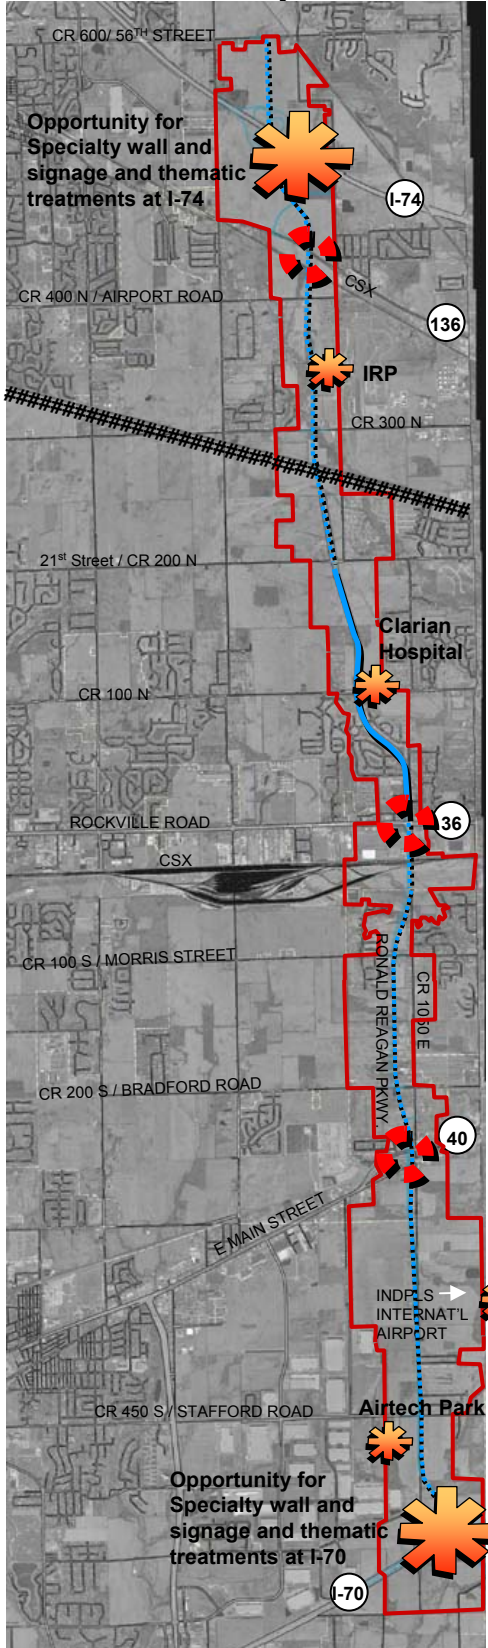 CR 600/ 56TH STREET
Opportunity for
Specialty wall and
signage and thematic
treatments at I-74
I-74
CSX
CR 400 N / AIRPORT ROAD
136
IRP
CR 300 N
21st Street / CR 200 N
Clarian
Hospital
CR 100 N
ROCKVILLE ROAD
36
CSX
CR 100 S / MORRIS STREET
RONALD REAGAN PKWY
CR 1050 E
CR 200 S / BRADFORD ROAD
40
E MAIN STREET
INDPLS
INTERNAT'L
AIRPORT
CR 450 S / STAFFORD ROAD
Airtech Park
Opportunity for
Specialty wall and
signage and thematic
treatments at I-70
I-70